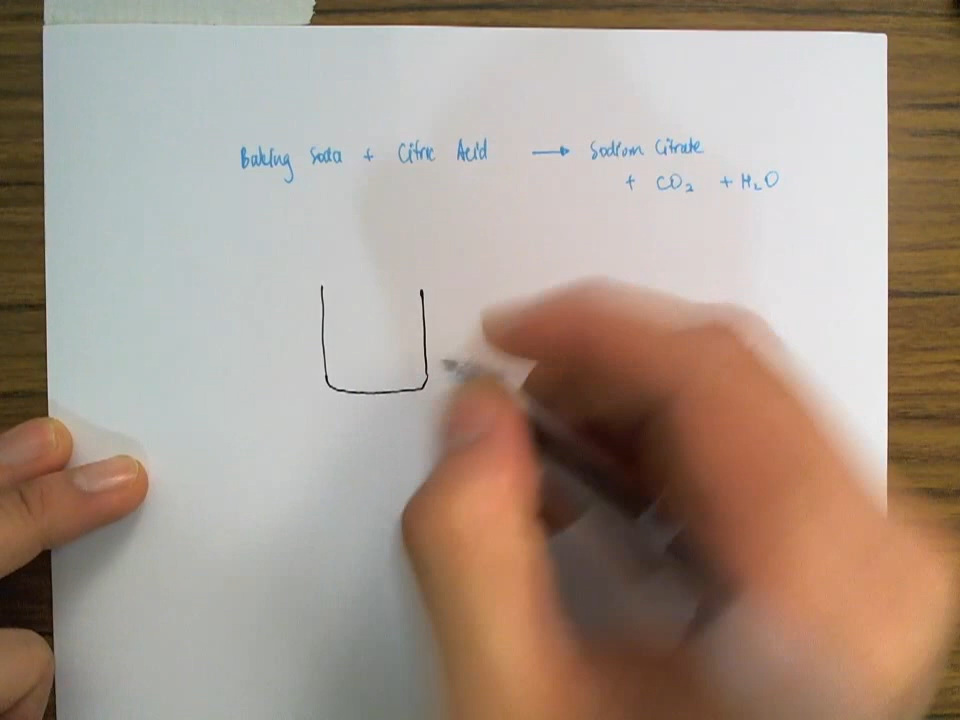 Baking Soda + Citric Acid → Sodium Citrate
+ CO₂ + H₂O